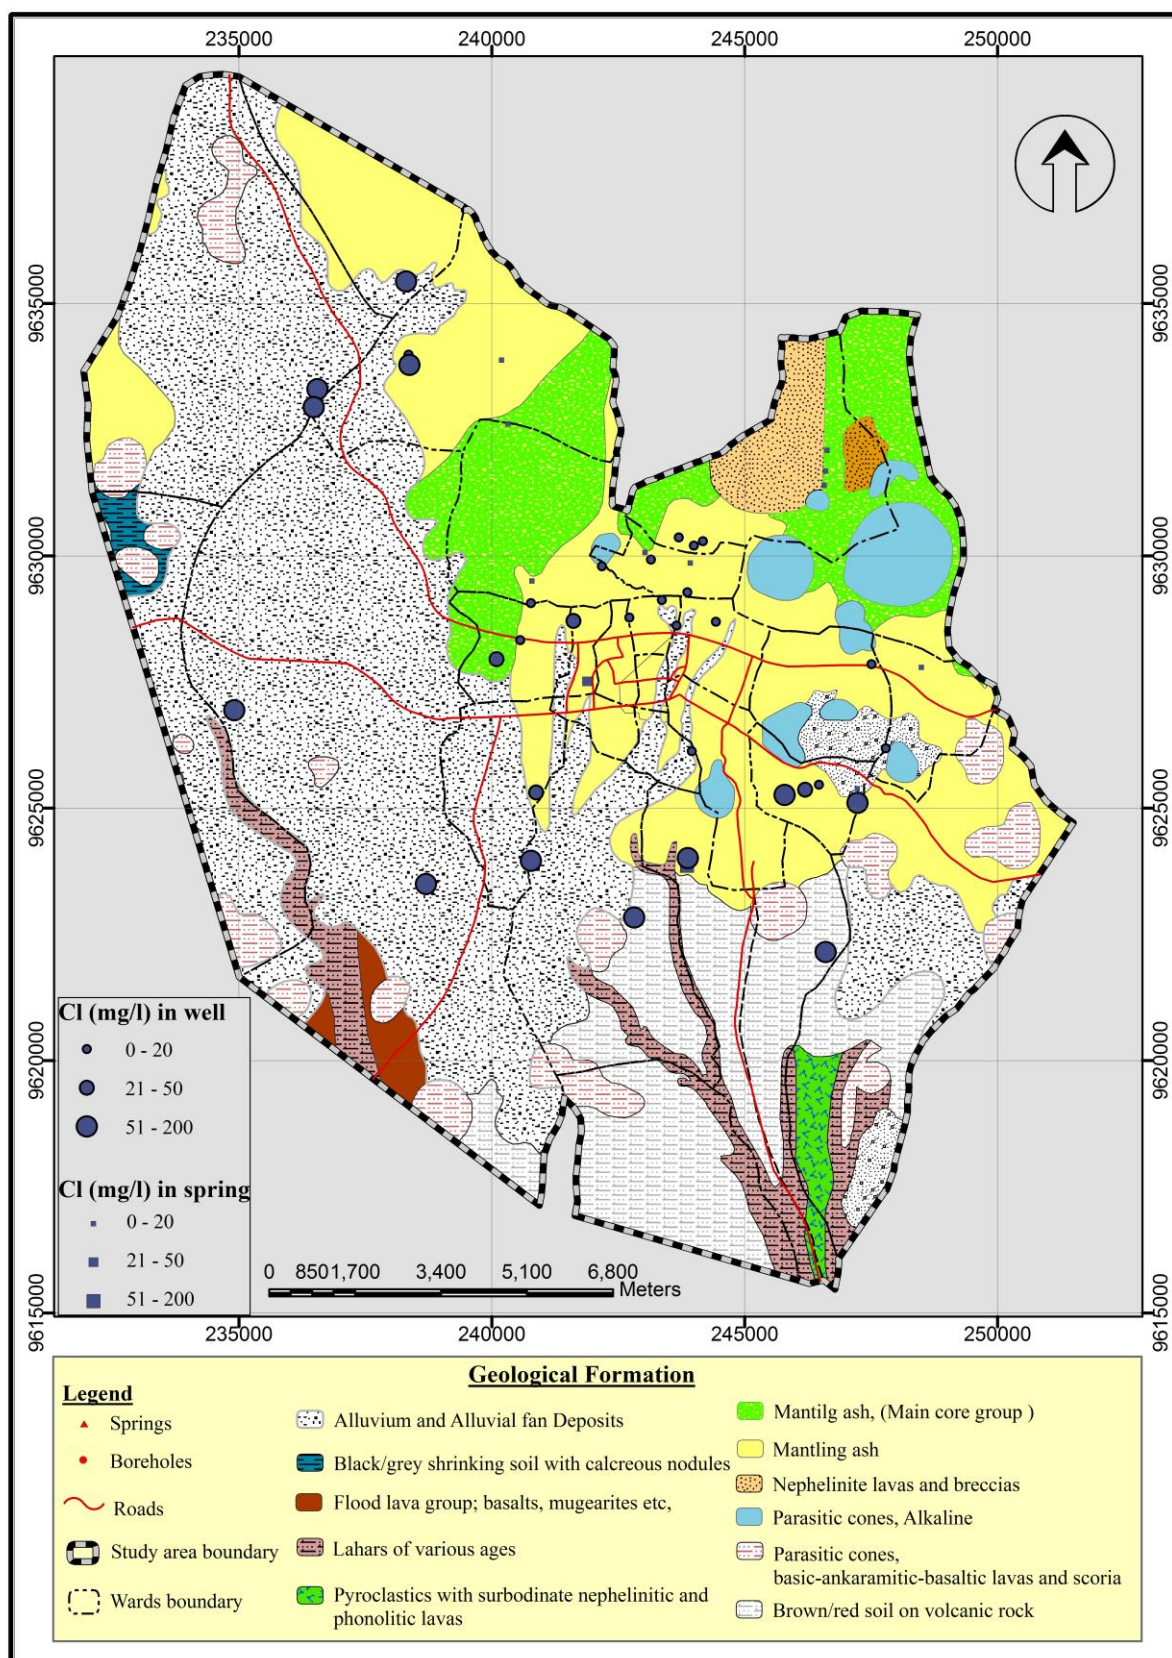 235000 240000 245000 250000
9635000 9635000
9630000 9630000
9625000 9625000
9620000 9620000
9615000 9615000
Cl (mg/l) in well
0 - 20
21 - 50
51 - 200
Cl (mg/l) in spring
0 - 20
21 - 50
51 - 200
0 850 1,700 3,400 5,100 6,800
Meters
235000 240000 245000 250000
Geological Formation
Legend
Springs
Boreholes
Roads
Study area boundary
Wards boundary
Alluvium and Alluvial fan Deposits
Black/grey shrinking soil with calcreous nodules
Flood lava group; basalts, mugearites etc,
Lahars of various ages
Pyroclastics with surbodinate nephelinitic and
phonolitic lavas
Mantilg ash, (Main core group )
Mantling ash
Nephelinite lavas and breccias
Parasitic cones, Alkaline
Parasitic cones,
basic-ankaramitic-basaltic lavas and scoria
Brown/red soil on volcanic rock